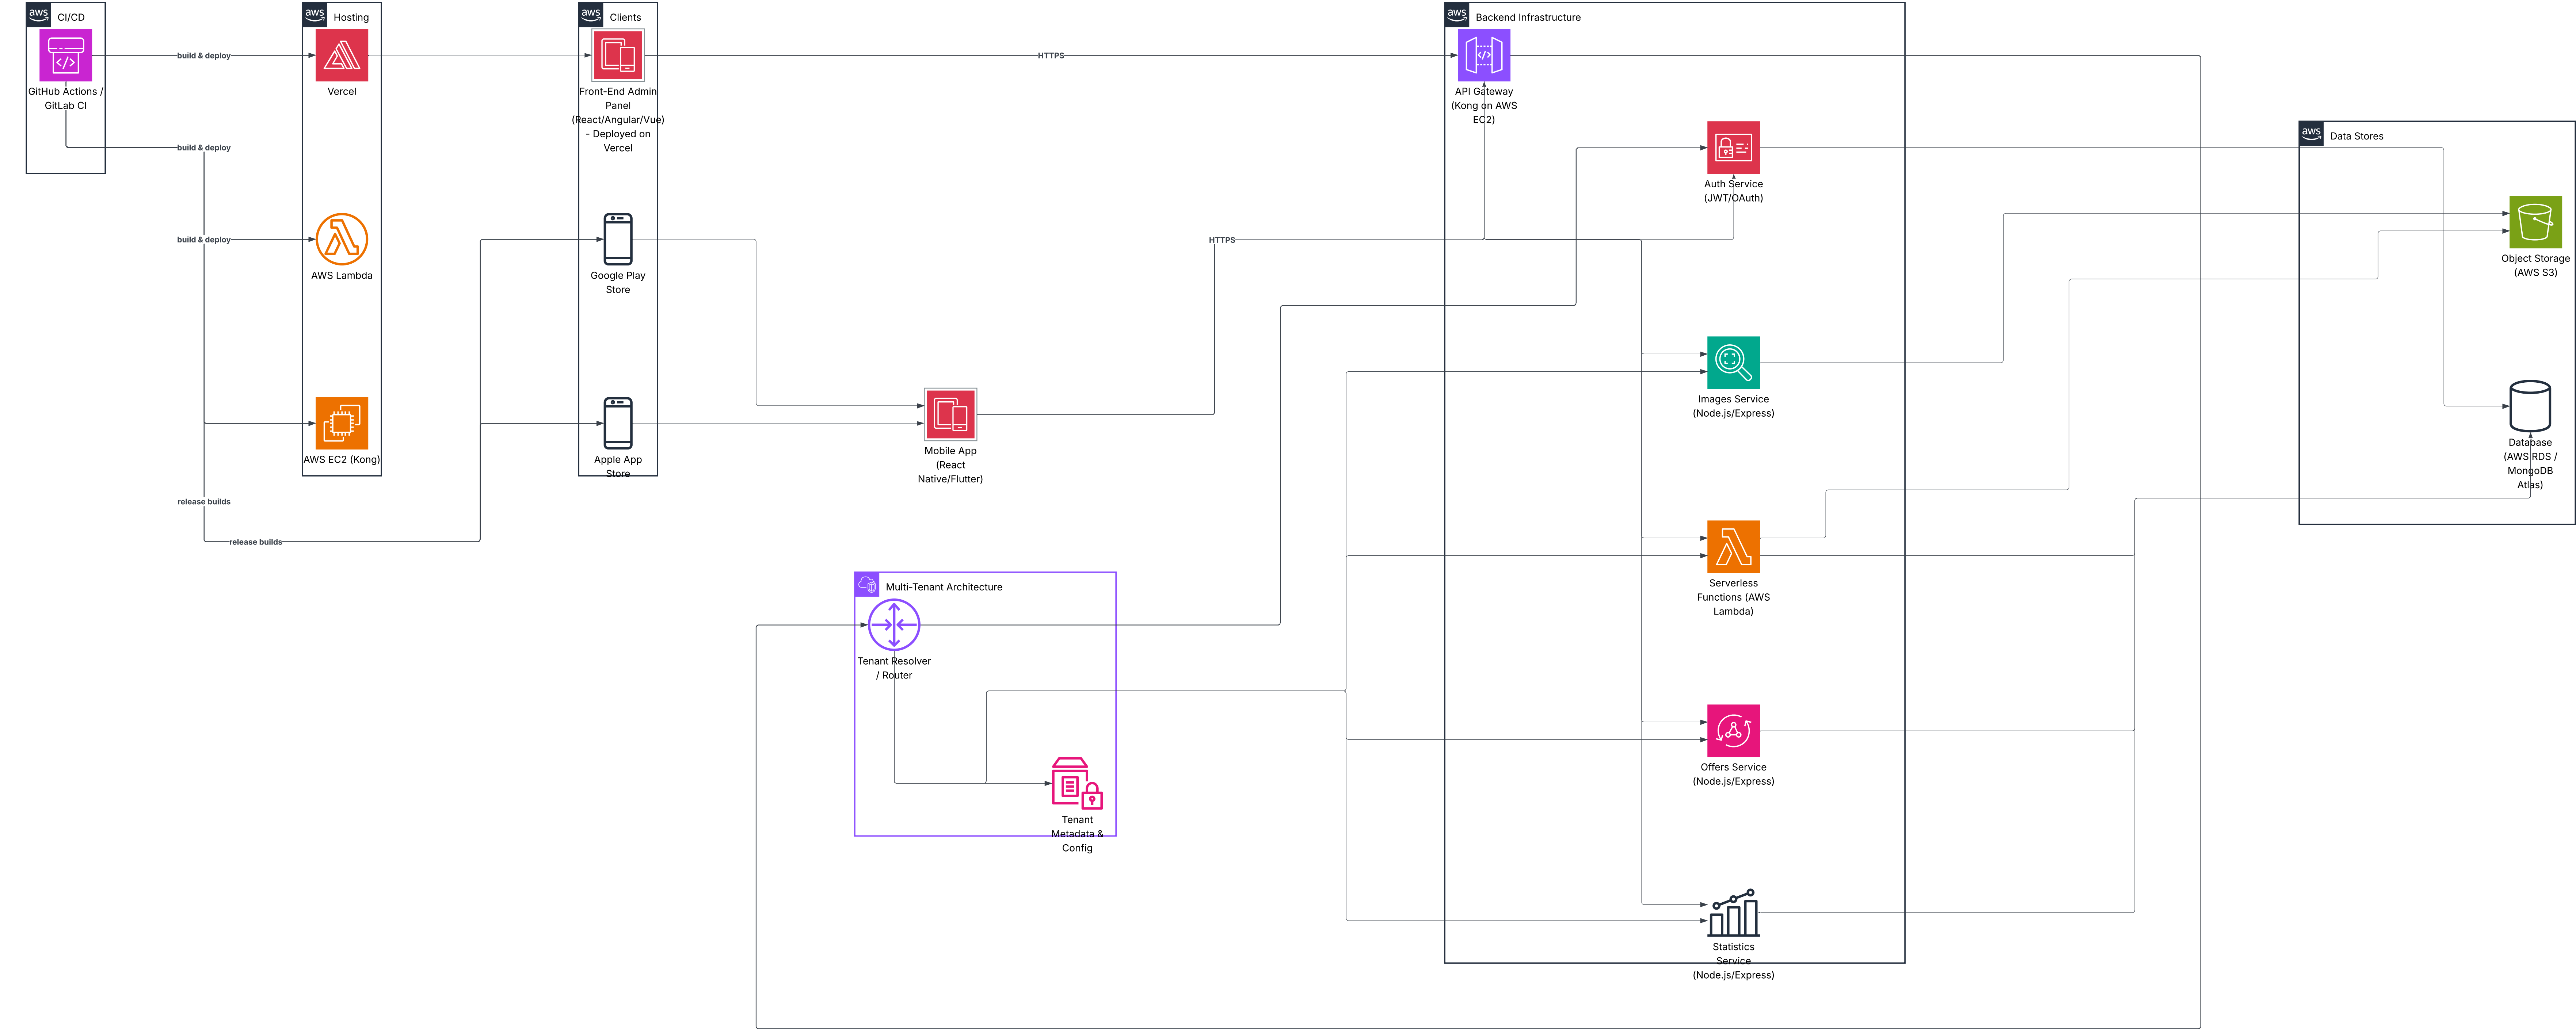 aws
CI/CD
GitHub Actions /
GitLab CI
build & deploy
build & deploy
build & deploy
release builds
release builds
aws
Hosting
Vercel
AWS Lambda
AWS EC2 (Kong)
aws
Clients
Front-End Admin
Panel
(React/Angular/Vue)
- Deployed on
Vercel
Google Play
Store
Apple App
Store
HTTPS
HTTPS
Mobile App
(React
Native/Flutter)
Multi-Tenant Architecture
Tenant Resolver
/ Router
Tenant
Metadata &
Config
aws
Backend Infrastructure
API Gateway
(Kong on AWS
EC2)
Auth Service
(JWT/OAuth)
Images Service
(Node.js/Express)
Serverless
Functions (AWS
Lambda)
Offers Service
(Node.js/Express)
Statistics
Service
(Node.js/Express)
aws
Data Stores
Object Storage
(AWS S3)
Database
(AWS RDS /
MongoDB
Atlas)